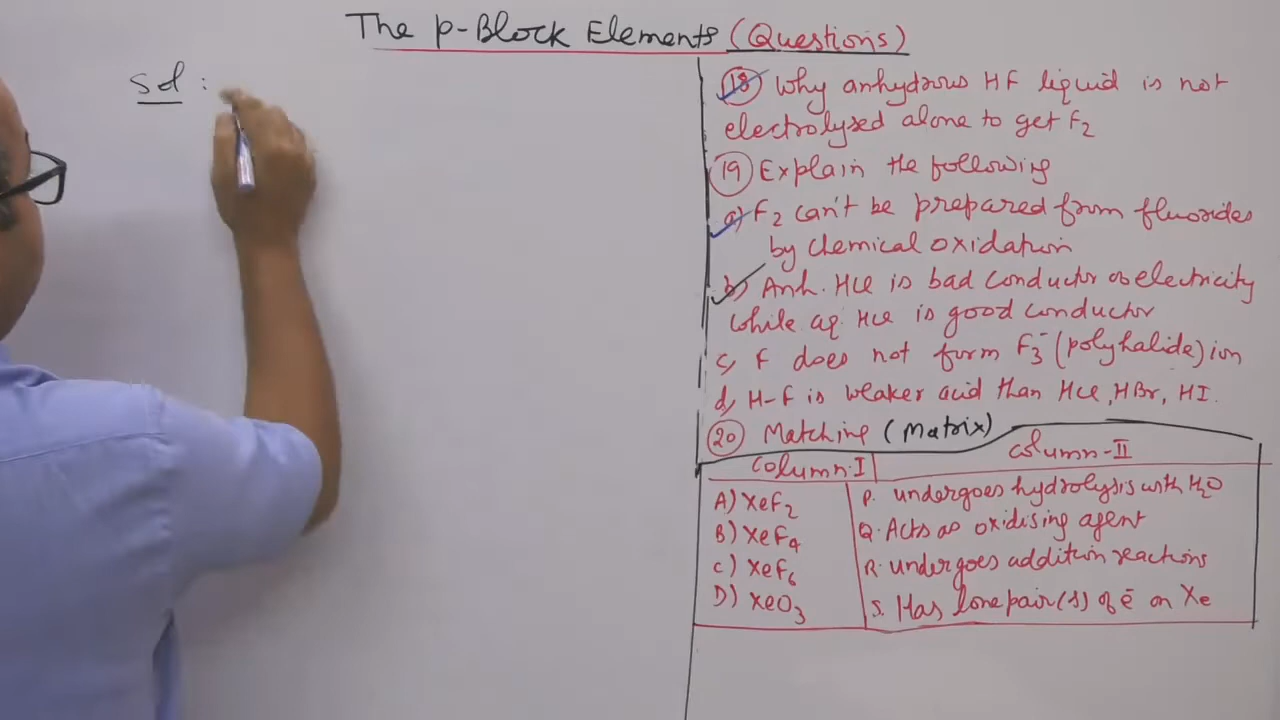 The p-Block Elements (Questions)
Sol :
(18) Why anhydrous HF liquid is not
electrolyzed alone to get F₂
(19) Explain the following
a) F₂ can't be prepared from fluorides
by chemical oxidation
b) Anh. HCl is bad conductor of electricity
while aq. HCl is good conductor
c, F does not form F₃⁻ (polyhalide) ion
d, H-F is weaker acid than HCl, HBr, HI.
(20) Matching (Matrix)
Column-I
Column-II
A) XeF₂
P. undergoes hydrolysis with H₂O
B) XeF₄
Q. Acts as oxidising agent
C) XeF₆
R. undergoes addition reactions
D) XeO₃
S. Has lone pair(s) of ē on Xe